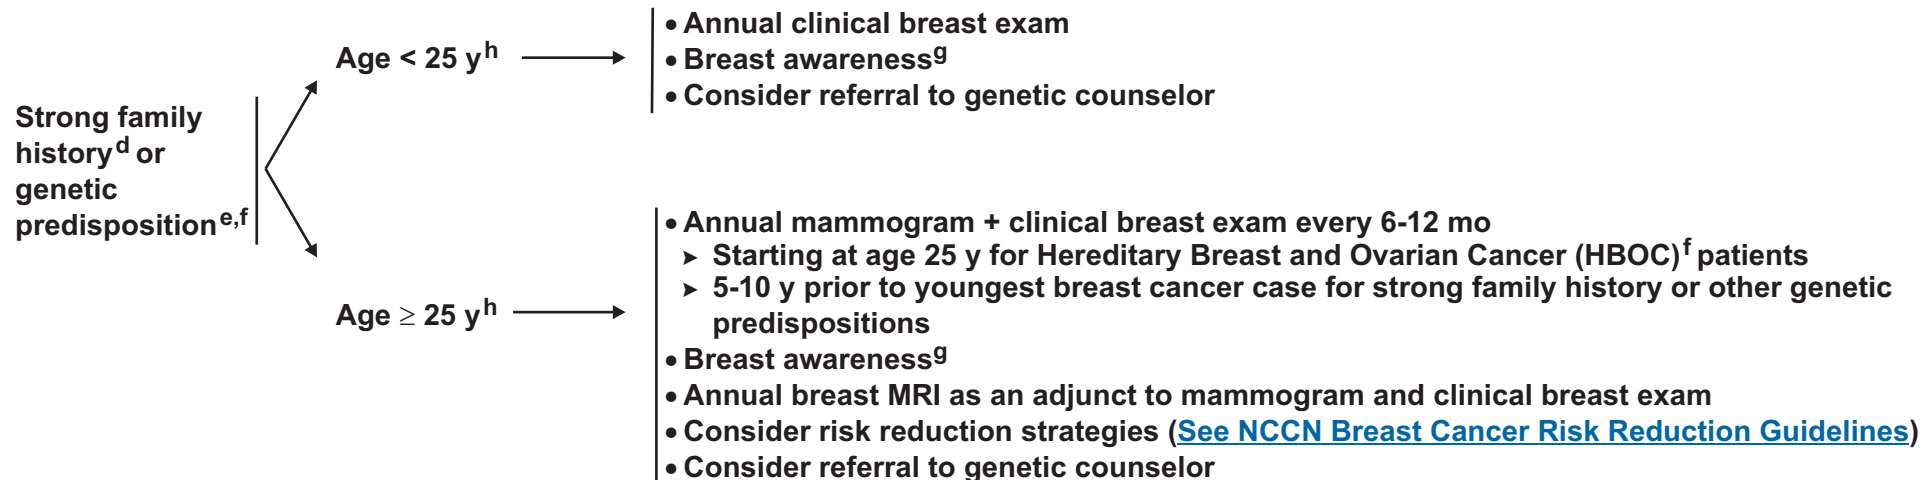 Strong family
history d or
genetic
predisposition e,f
Age < 25 y h
• Annual clinical breast exam
• Breast awareness g
• Consider referral to genetic counselor
Age ≥ 25 y h
• Annual mammogram + clinical breast exam every 6-12 mo
➤ Starting at age 25 y for Hereditary Breast and Ovarian Cancer (HBOC) f patients
➤ 5-10 y prior to youngest breast cancer case for strong family history or other genetic
predispositions
• Breast awareness g
• Annual breast MRI as an adjunct to mammogram and clinical breast exam
• Consider risk reduction strategies (See NCCN Breast Cancer Risk Reduction Guidelines)
• Consider referral to genetic counselor